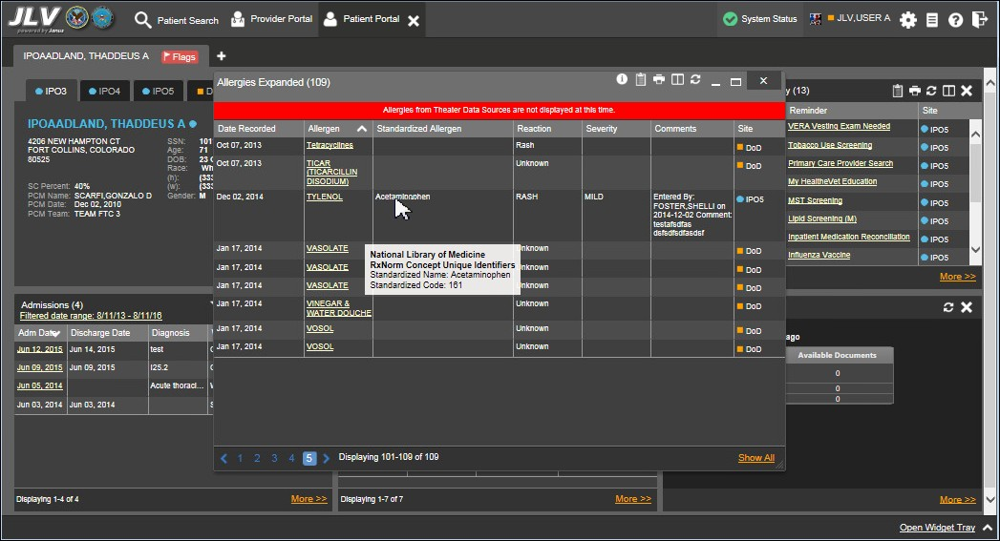 JLV
powered by Janus
Patient Search
Provider Portal
Patient Portal
System Status
JLV,USER A
IPOAADLAND, THADDEUS A
Flags
IPO3
IPO4
IPO5
D
IPOAADLAND, THADDEUS A
4206 NEW HAMPTON CT
FORT COLLINS, COLORADO
80525
SSN: 101
Age: 71
DOB: 23
Race: Wh
(h): (333
(w): (333
Gender: M
SC Percent: 40%
PCM Name: SCARFI,GONZALO D
PCM Date: Dec 02, 2010
PCM Team: TEAM FTC 3
Allergies Expanded (109)
Allergies from Theater Data Sources are not displayed at this time.
Date Recorded Allergen Standardized Allergen Reaction Severity Comments Site
Oct 07, 2013 Tetracyclines Rash DoD
Oct 07, 2013 TICAR (TICARCILLIN DISODIUM) Unknown DoD
Dec 02, 2014 TYLENOL Acetaminophen RASH MILD Entered By: IPO5
FOSTER,SHELLI on
2014-12-02 Comment:
testafsdfas
dsfsdfsdfasdsf
Jan 17, 2014 VASOLATE Unknown DoD
Jan 17, 2014 VASOLATE Unknown DoD
Jan 17, 2014 VASOLATE Unknown DoD
Jan 17, 2014 VINEGAR & WATER DOUCHE Unknown DoD
Jan 17, 2014 VOSOL Unknown DoD
Jan 17, 2014 VOSOL Unknown DoD
National Library of Medicine
RxNorm Concept Unique Identifiers
Standardized Name: Acetaminophen
Standardized Code: 161
1 2 3 4 5 Displaying 101-109 of 109
Show All
y (13)
Reminder Site
VERA Vesting Exam Needed IPO5
Tobacco Use Screening IPO5
Primary Care Provider Search IPO5
My HealtheVet Education IPO5
MST Screening IPO5
Lipid Screening (M) IPO5
Inpatient Medication Reconciliation IPO5
Influenza Vaccine IPO5
More >>
Admissions (4)
Filtered date range: 8/11/13 - 8/11/16
Adm Date Discharge Date Diagnosis
Jun 12, 2015 Jun 14, 2015 test
Jun 09, 2015 Jun 09, 2015 I25.2
Jun 05, 2014 Acute thoraci...
Jun 03, 2014 Jun 03, 2014
Displaying 1-4 of 4
More >>
Displaying 1-7 of 7
More >>
ago
Available Documents
0
0
0
More >>
Open Widget Tray